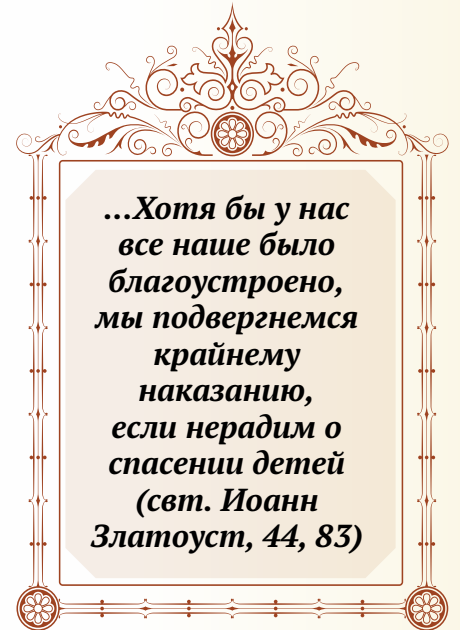 ...Хотя бы у нас
все наше было
благоустроено,
мы подвергнемся
крайнему
наказанию,
если нерадим о
спасении детей
(свт. Иоанн
Златоуст, 44, 83)